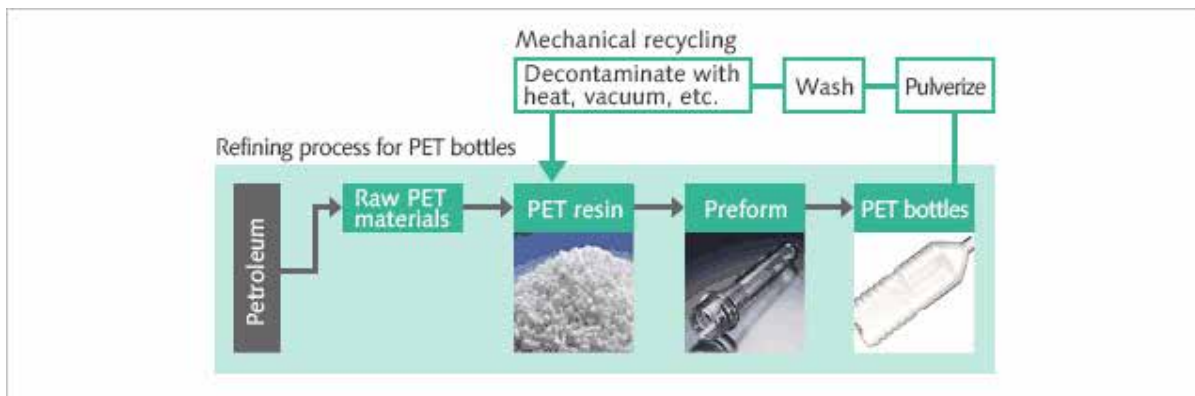 Mechanical recycling
Decontaminate with
heat, vacuum, etc.
Wash
Pulverize
Refining process for PET bottles
Petroleum
Raw PET
materials
PET resin
Preform
PET bottles